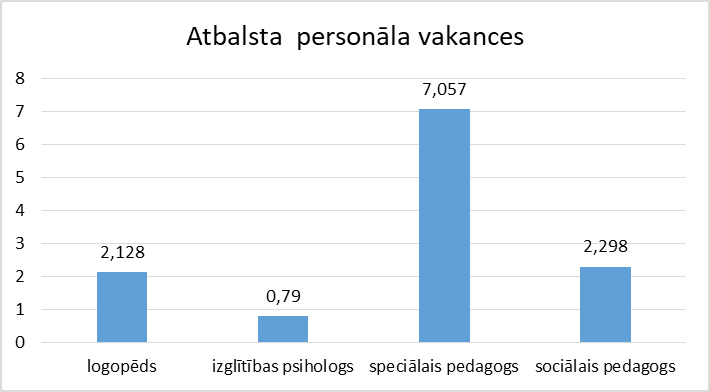 Atbalsta  personāla vakances
8
7
6
5
4
3
2
1
0
2,128
0,79
7,057
2,298
logopēds
izglītības psihologs
speciālais pedagogs
sociālais pedagogs